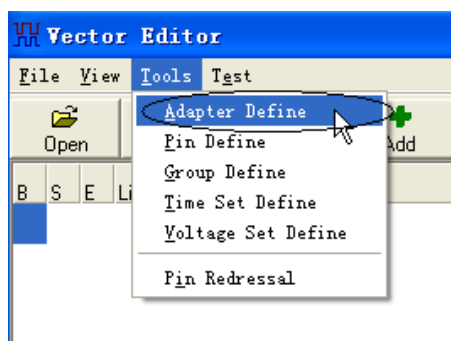 Vector Editor
File View Tools Test
Adapter Define
Open
Add
Pin Define
Group Define
B S E Li
Time Set Define
Voltage Set Define
Pin Redressal